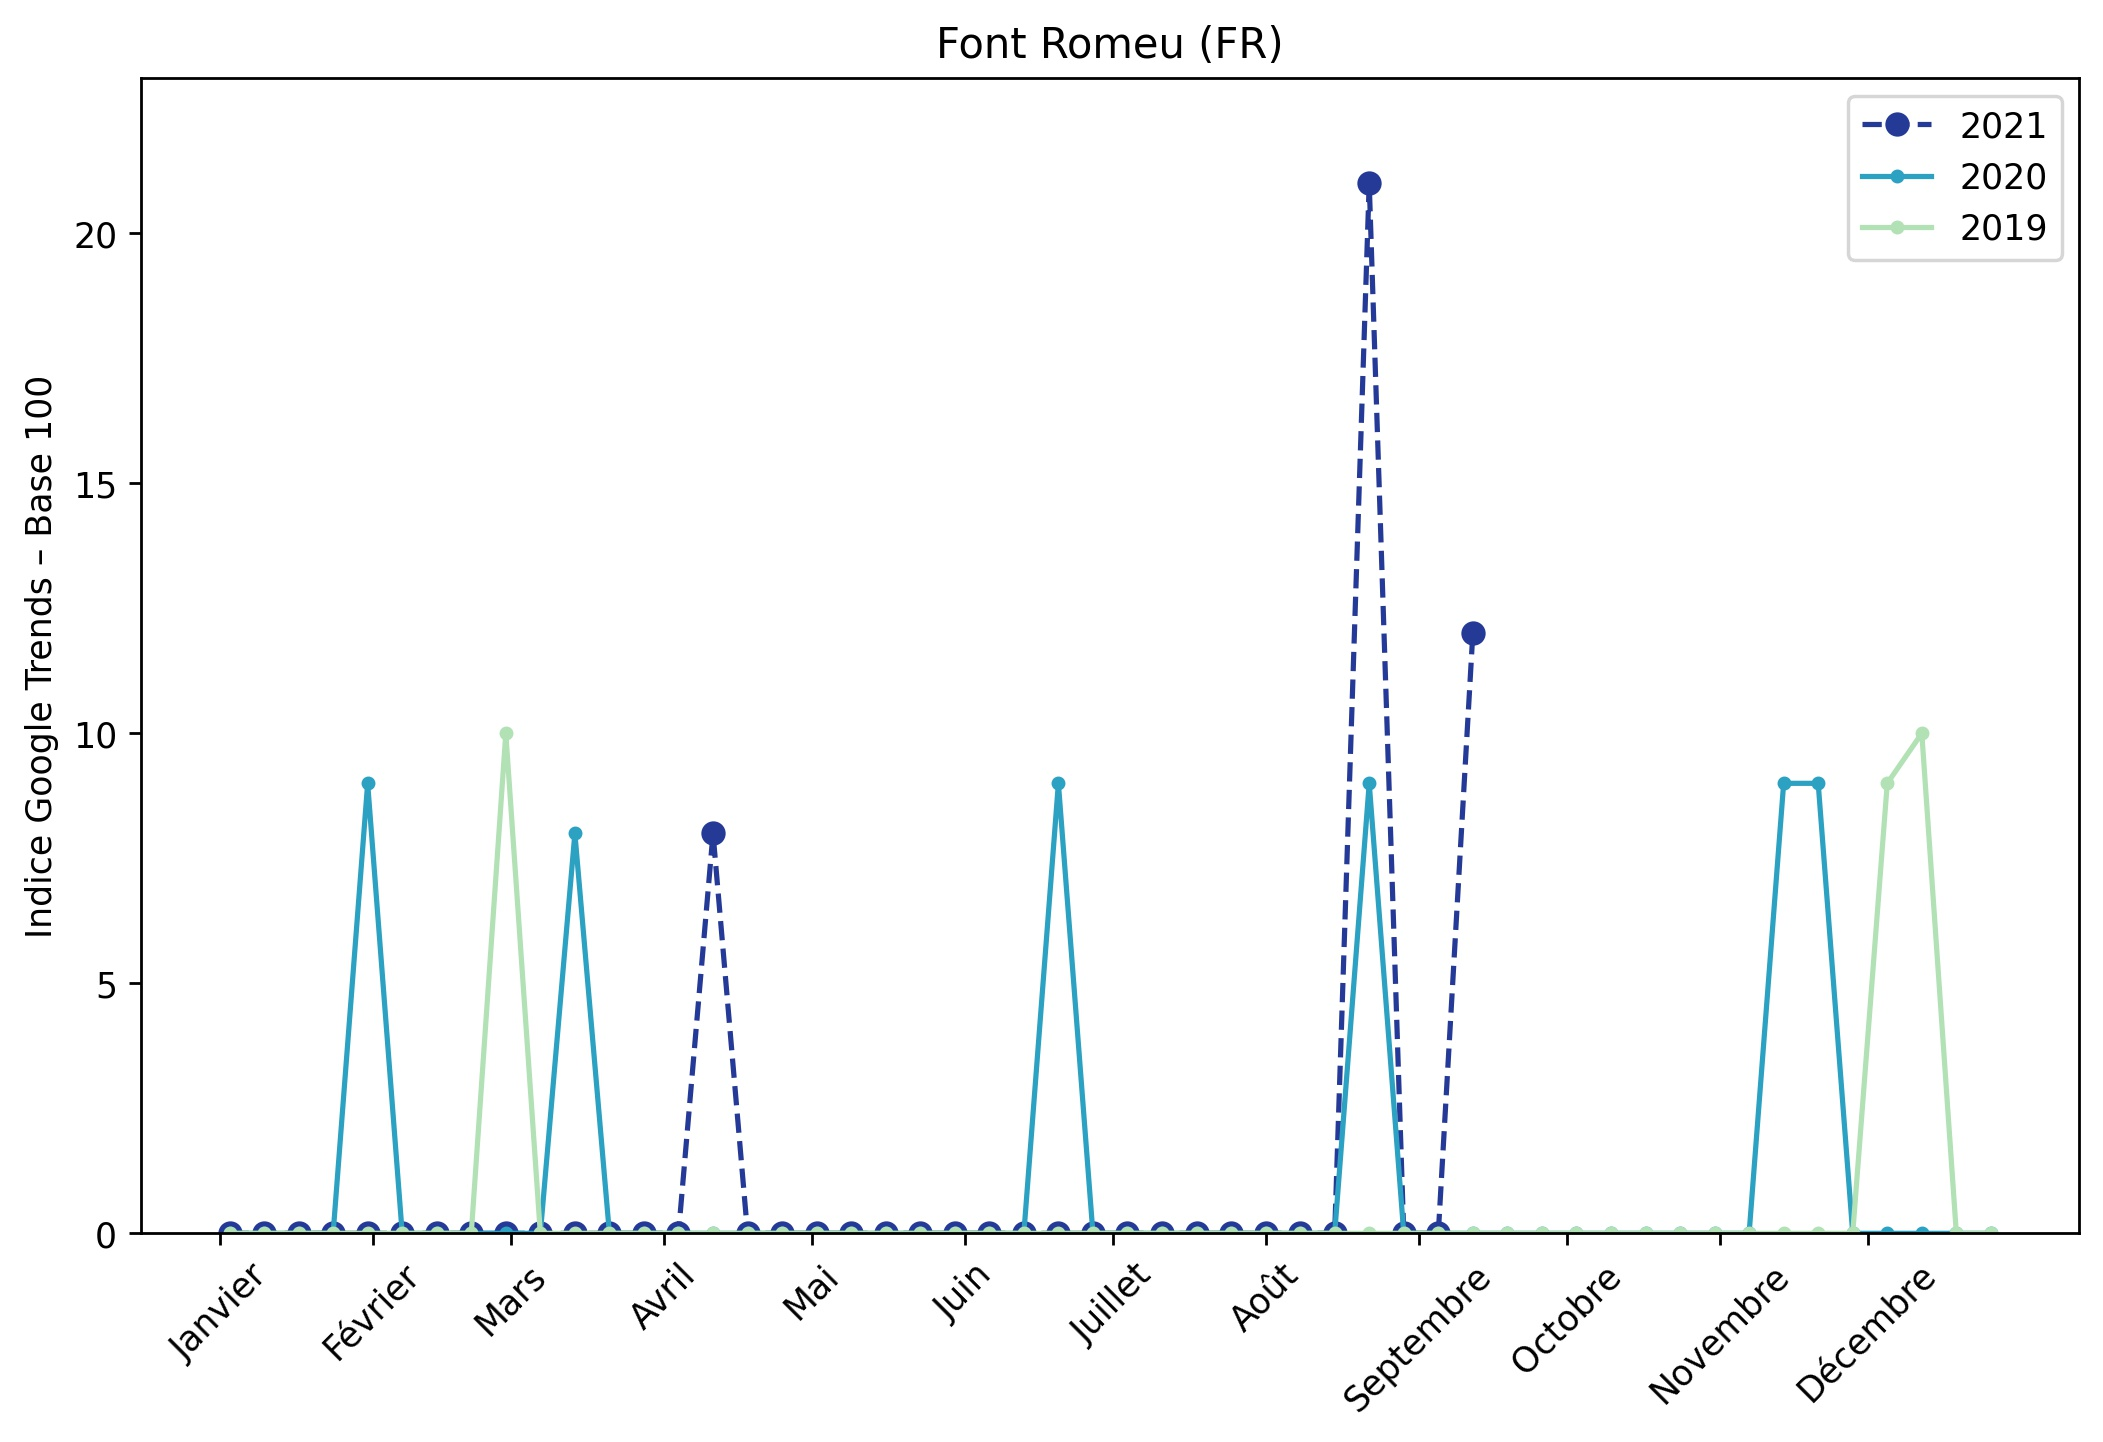 Font Romeu (FR)
2021
2020
2019
Indice Google Trends – Base 100
20
15
10
5
0
Janvier
Février
Mars
Avril
Mai
Juin
Juillet
Août
Septembre
Octobre
Novembre
Décembre